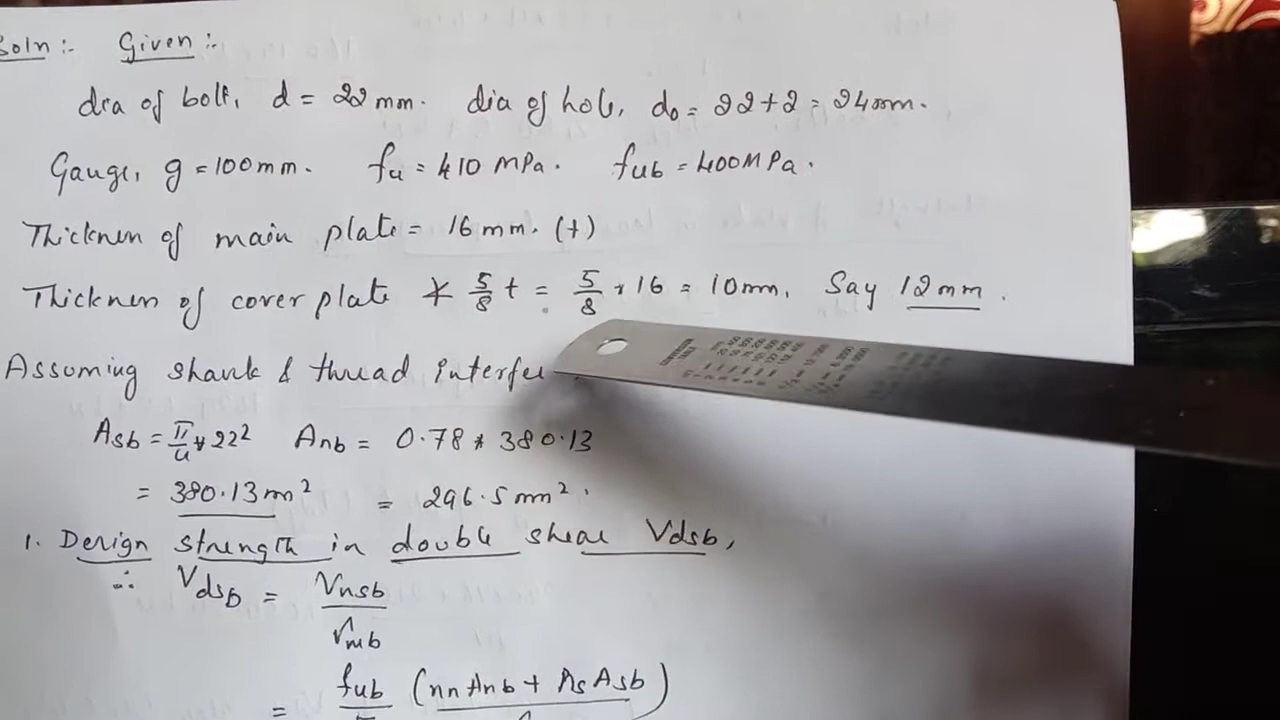 Soln :- Given :-
dia of bolt, d = 22 mm. dia of hole, d₀ = 22+2 = 24mm.
Gauge, g = 100mm. fu = 410 MPa. fub = 400MPa.
Thickness of main plate = 16 mm. (t)
Thickness of cover plate ≮ 5/8 t = 5/8 * 16 = 10mm. Say 12mm.
Assuming shank & thread interfe
Asb = π/4 * 22² Anb = 0.78 * 380.13
= 380.13mm² = 296.5 mm².
1. Design strength in double shear Vdsb,
∴ Vdsb = Vnsb / γmb
= fub (nn Anb + ns Asb)
CONVERSION TABLE